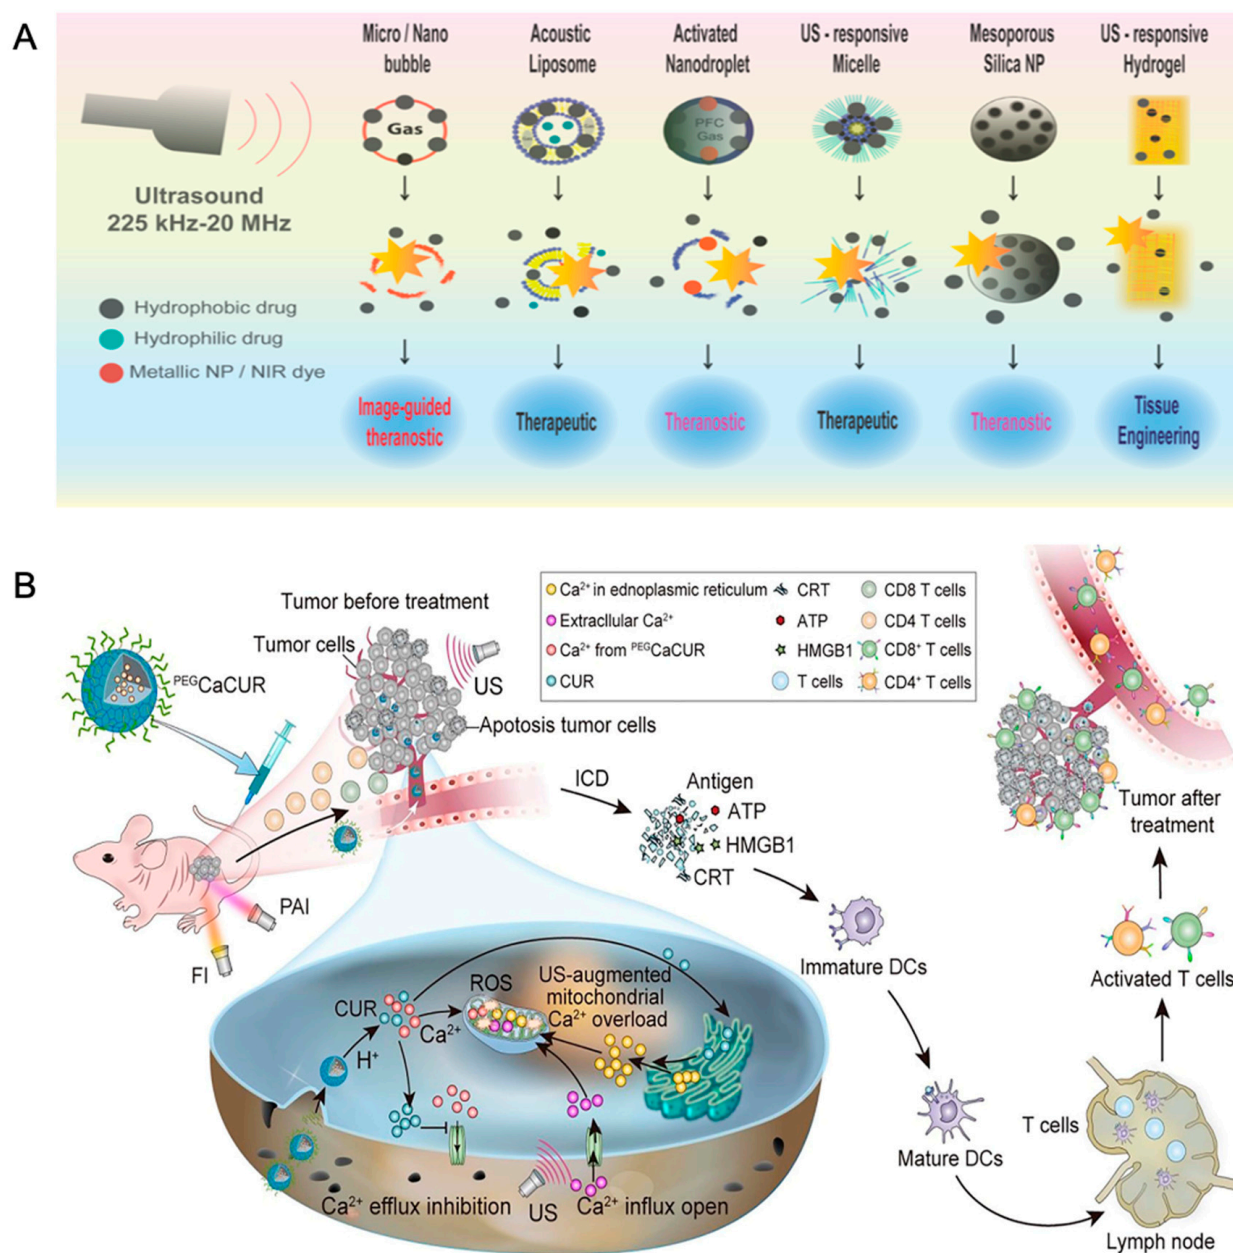 A
Micro / Nano
bubble
Acoustic
Liposome
Activated
Nanodroplet
US - responsive
Micelle
Mesoporous
Silica NP
US - responsive
Hydrogel
Gas
PFC
Gas
Ultrasound
225 kHz-20 MHz
Hydrophobic drug
Hydrophilic drug
Metallic NP / NIR dye
Image-guided
theranostic
Therapeutic
Theranostic
Therapeutic
Theranostic
Tissue
Engineering
B
Tumor before treatment
Tumor cells
US
PEGCaCUR
Apotosis tumor cells
Ca²⁺ in ednoplasmic reticulum
Extracllular Ca²⁺
Ca²⁺ from PEGCaCUR
CUR
CRT
ATP
HMGB1
T cells
CD8 T cells
CD4 T cells
CD8⁺ T cells
CD4⁺ T cells
ICD
Antigen
ATP
HMGB1
CRT
Tumor after
treatment
PAI
FI
Immature DCs
Activated T cells
CUR
ROS
US-augmented
mitochondrial
Ca²⁺ overload
Ca²⁺
H⁺
T cells
Mature DCs
Ca²⁺ efflux inhibition
US
Ca²⁺ influx open
Lymph node